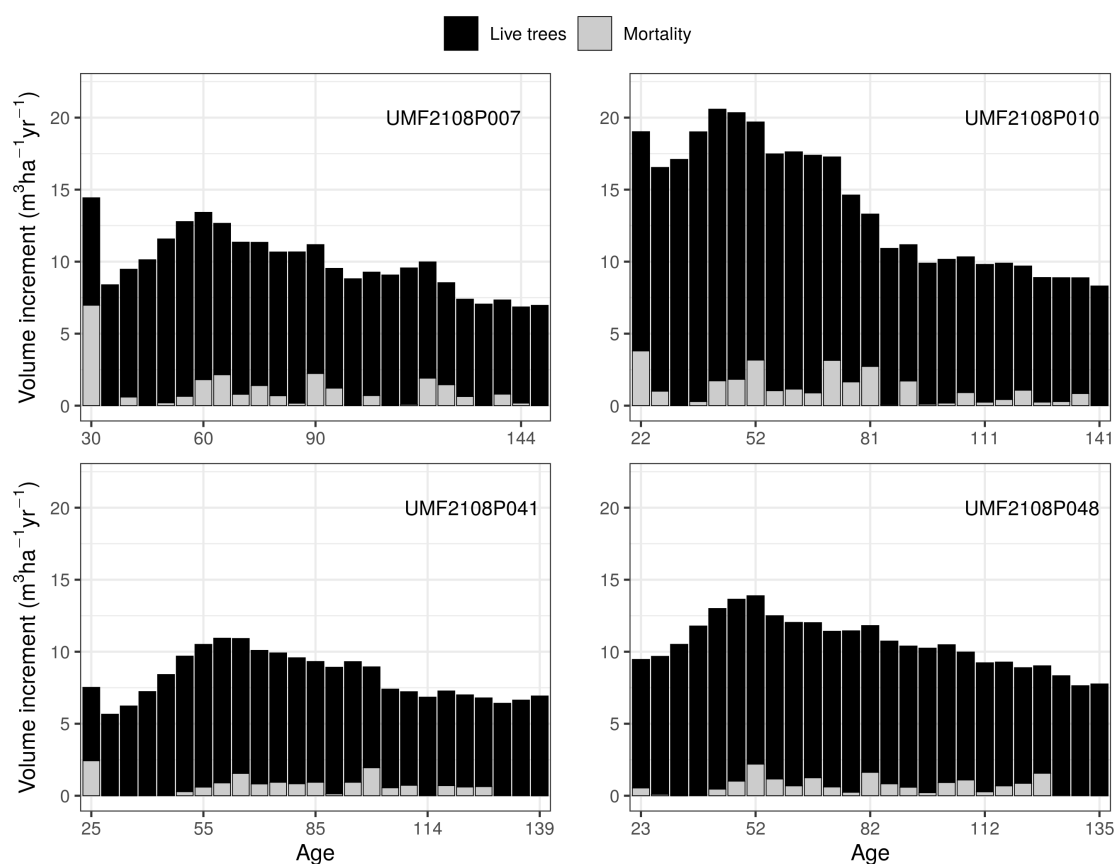 Live trees Mortality
UMF2108P007
UMF2108P010
Volume increment (m³ha⁻¹yr⁻¹)
20
15
10
5
0
30 60 90 144
20
15
10
5
0
22 52 81 111 141
UMF2108P041
UMF2108P048
Volume increment (m³ha⁻¹yr⁻¹)
20
15
10
5
0
25 55 85 114 139
Age
20
15
10
5
0
23 52 82 112 135
Age